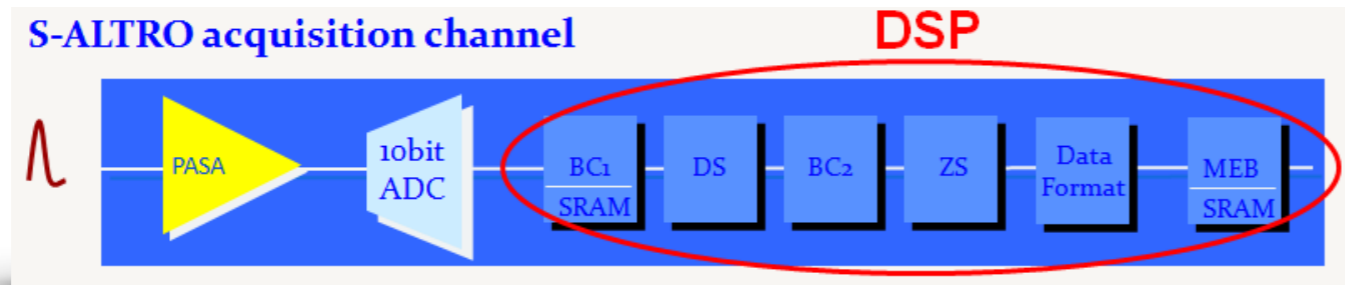 S-ALTRO acquisition channel
DSP
PASA
10bit
ADC
BC1
SRAM
DS
BC2
ZS
Data
Format
MEB
SRAM